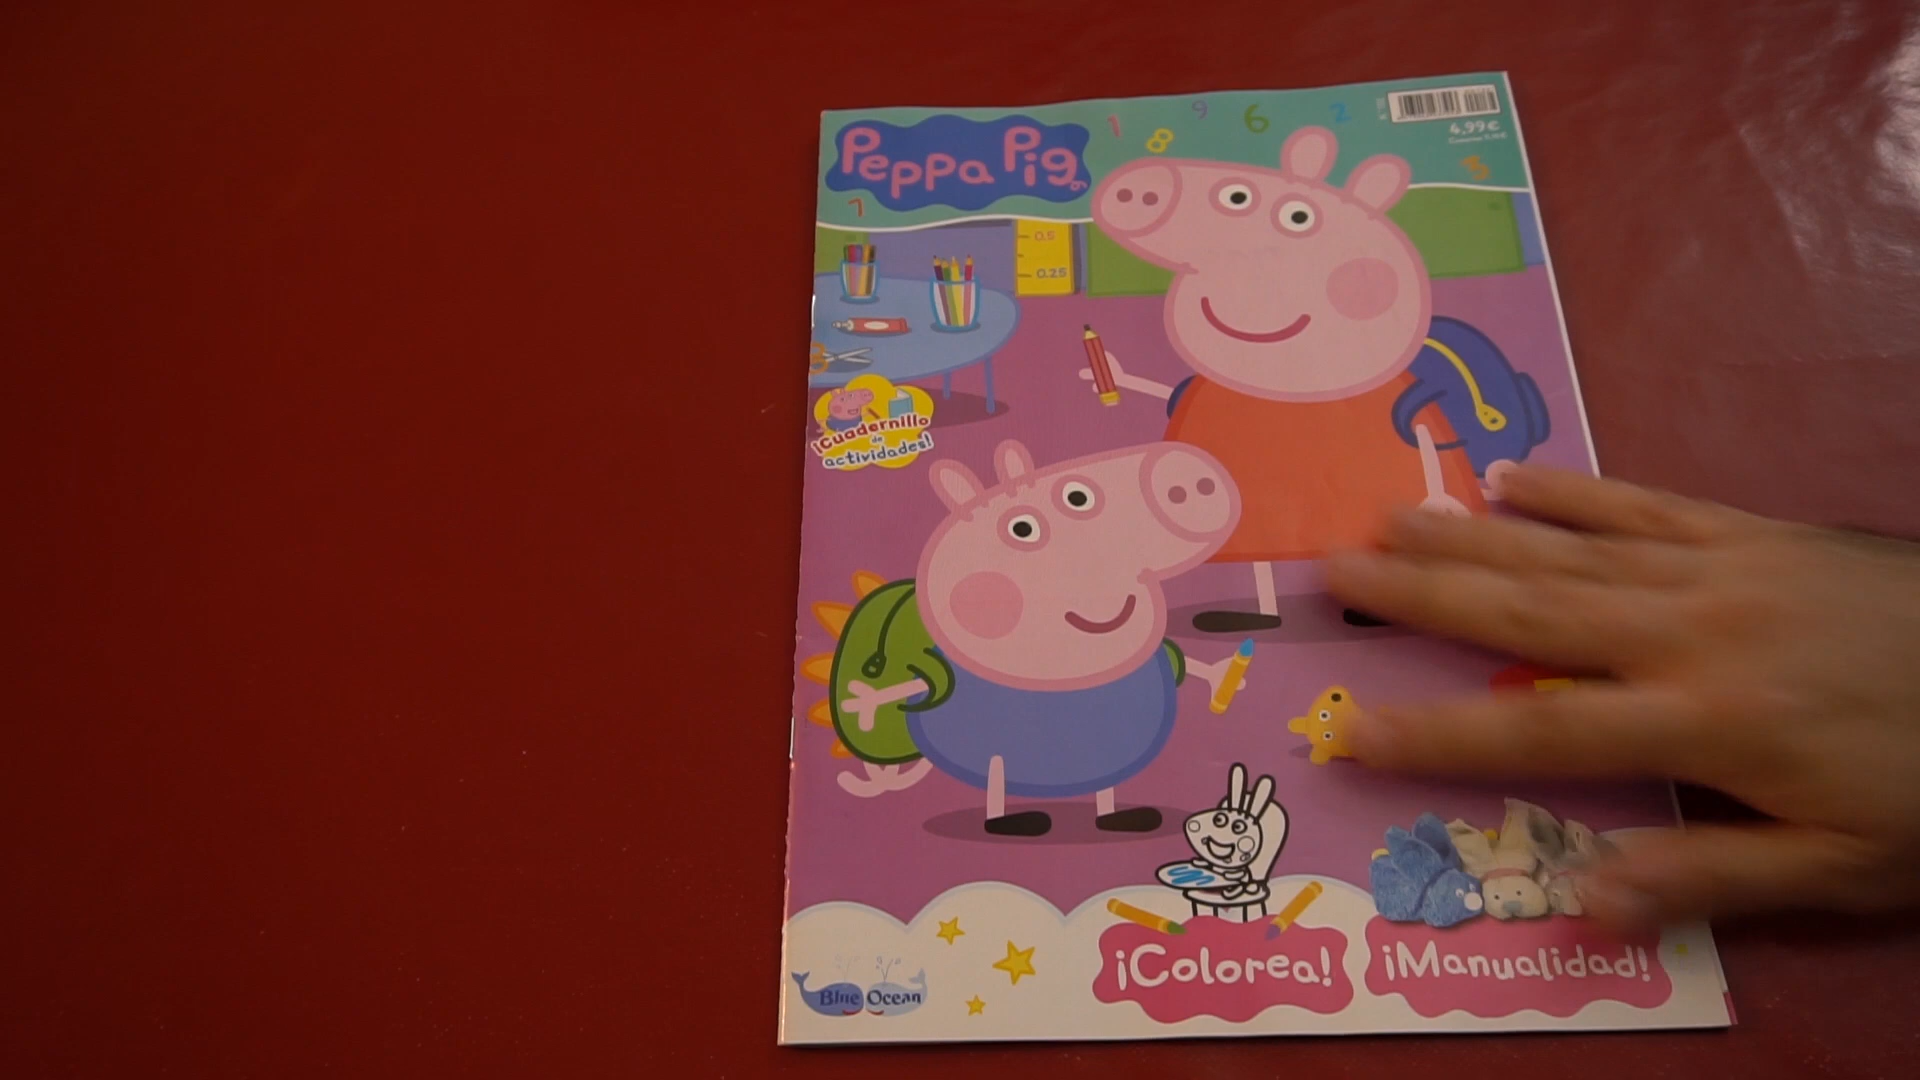 Peppa Pig
1
8
9
6
2
3
7
4,99€
0.5
0.25
¡Cuadernillo
de
actividades!
¡Colorea!
¡Manualidad!
Blue Ocean